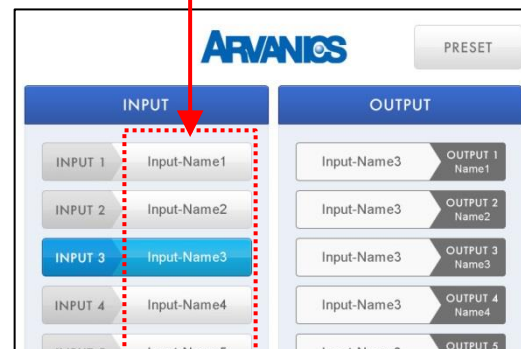 ARVANICS
PRESET
INPUT
OUTPUT
INPUT 1
Input-Name1
INPUT 2
Input-Name2
INPUT 3
Input-Name3
INPUT 4
Input-Name4
Input-Name3
OUTPUT 1
Name1
Input-Name3
OUTPUT 2
Name2
Input-Name3
OUTPUT 3
Name3
Input-Name3
OUTPUT 4
Name4
OUTPUT 5